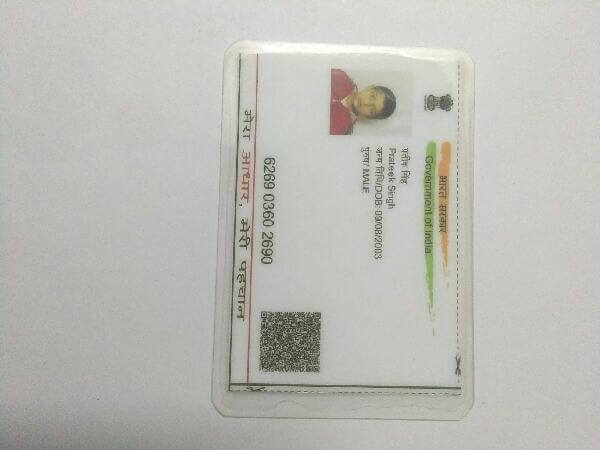 भारत सरकार
Government of India
प्रतीक सिंह
Prateek Singh
जन्म तिथि/DOB: 09/08/2003
पुरुष/ MALE
6269 0360 2690
मेरा आधार, मेरी पहचान